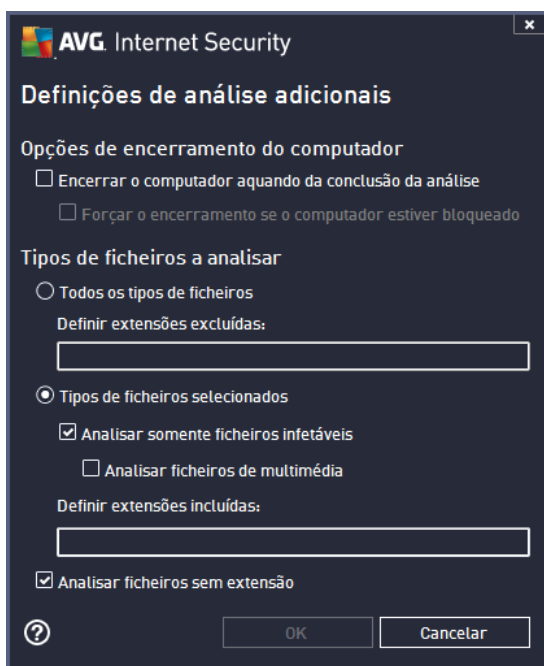 AVG. Internet Security
Definições de análise adicionais
Opções de encerramento do computador
Encerrar o computador aquando da conclusão da análise
Forçar o encerramento se o computador estiver bloqueado
Tipos de ficheiros a analisar
Todos os tipos de ficheiros
Definir extensões excluídas:
Tipos de ficheiros selecionados
Analisar somente ficheiros infetáveis
Analisar ficheiros de multimédia
Definir extensões incluídas:
Analisar ficheiros sem extensão
OK
Cancelar